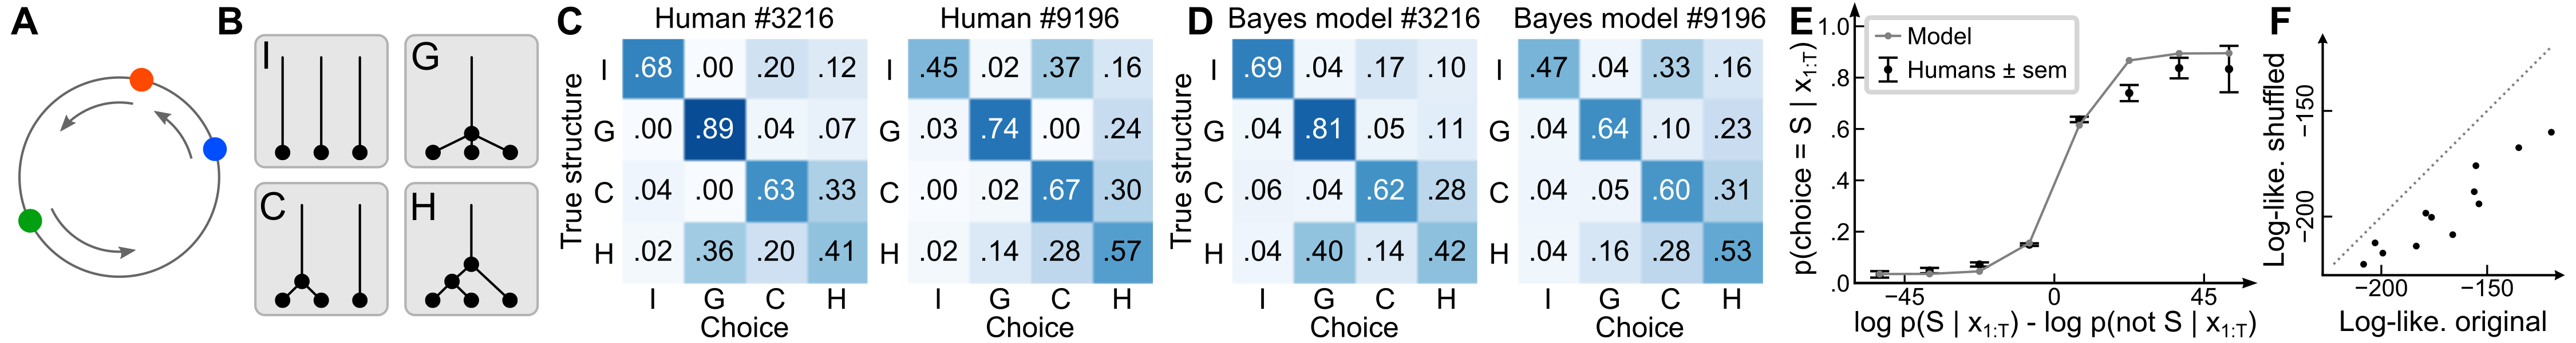 A
B
I
G
C
H
C
Human #3216
Human #9196
True structure
I .68 .00 .20 .12
G .00 .89 .04 .07
C .04 .00 .63 .33
H .02 .36 .20 .41
I G C H
Choice
I .45 .02 .37 .16
G .03 .74 .00 .24
C .00 .02 .67 .30
H .02 .14 .28 .57
I G C H
Choice
D
Bayes model #3216
Bayes model #9196
True structure
I .69 .04 .17 .10
G .04 .81 .05 .11
C .06 .04 .62 .28
H .04 .40 .14 .42
I G C H
Choice
I .47 .04 .33 .16
G .04 .64 .10 .23
C .04 .05 .60 .31
H .04 .16 .28 .53
I G C H
Choice
E
p(choice = S | x1:T)
1.0
.8
.6
.4
.2
.0
Model
Humans ± sem
−45 0 45
log p(S | x1:T) - log p(not S | x1:T)
F
Log-like. shuffled
−150
−200
−200 −150
Log-like. original